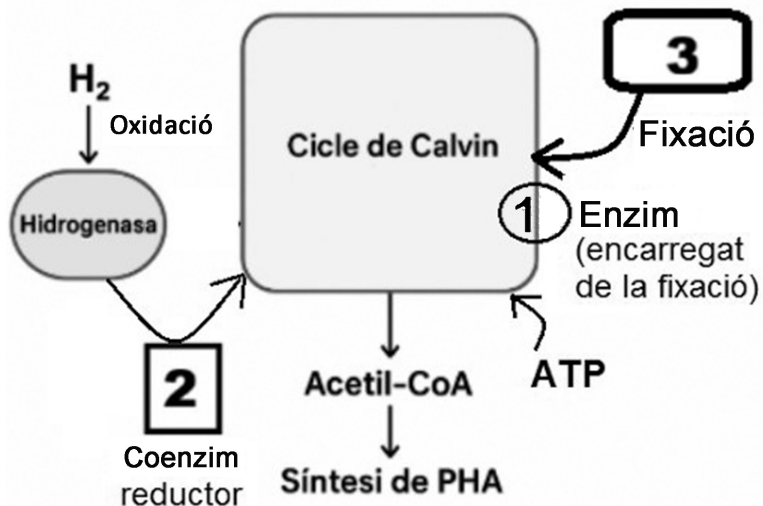 H₂
Oxidació
Hidrogenasa
2
Coenzim
reductor
Cicle de Calvin
3
Fixació
1
Enzim
(encarregat
de la fixació)
ATP
Acetil-CoA
Síntesi de PHA